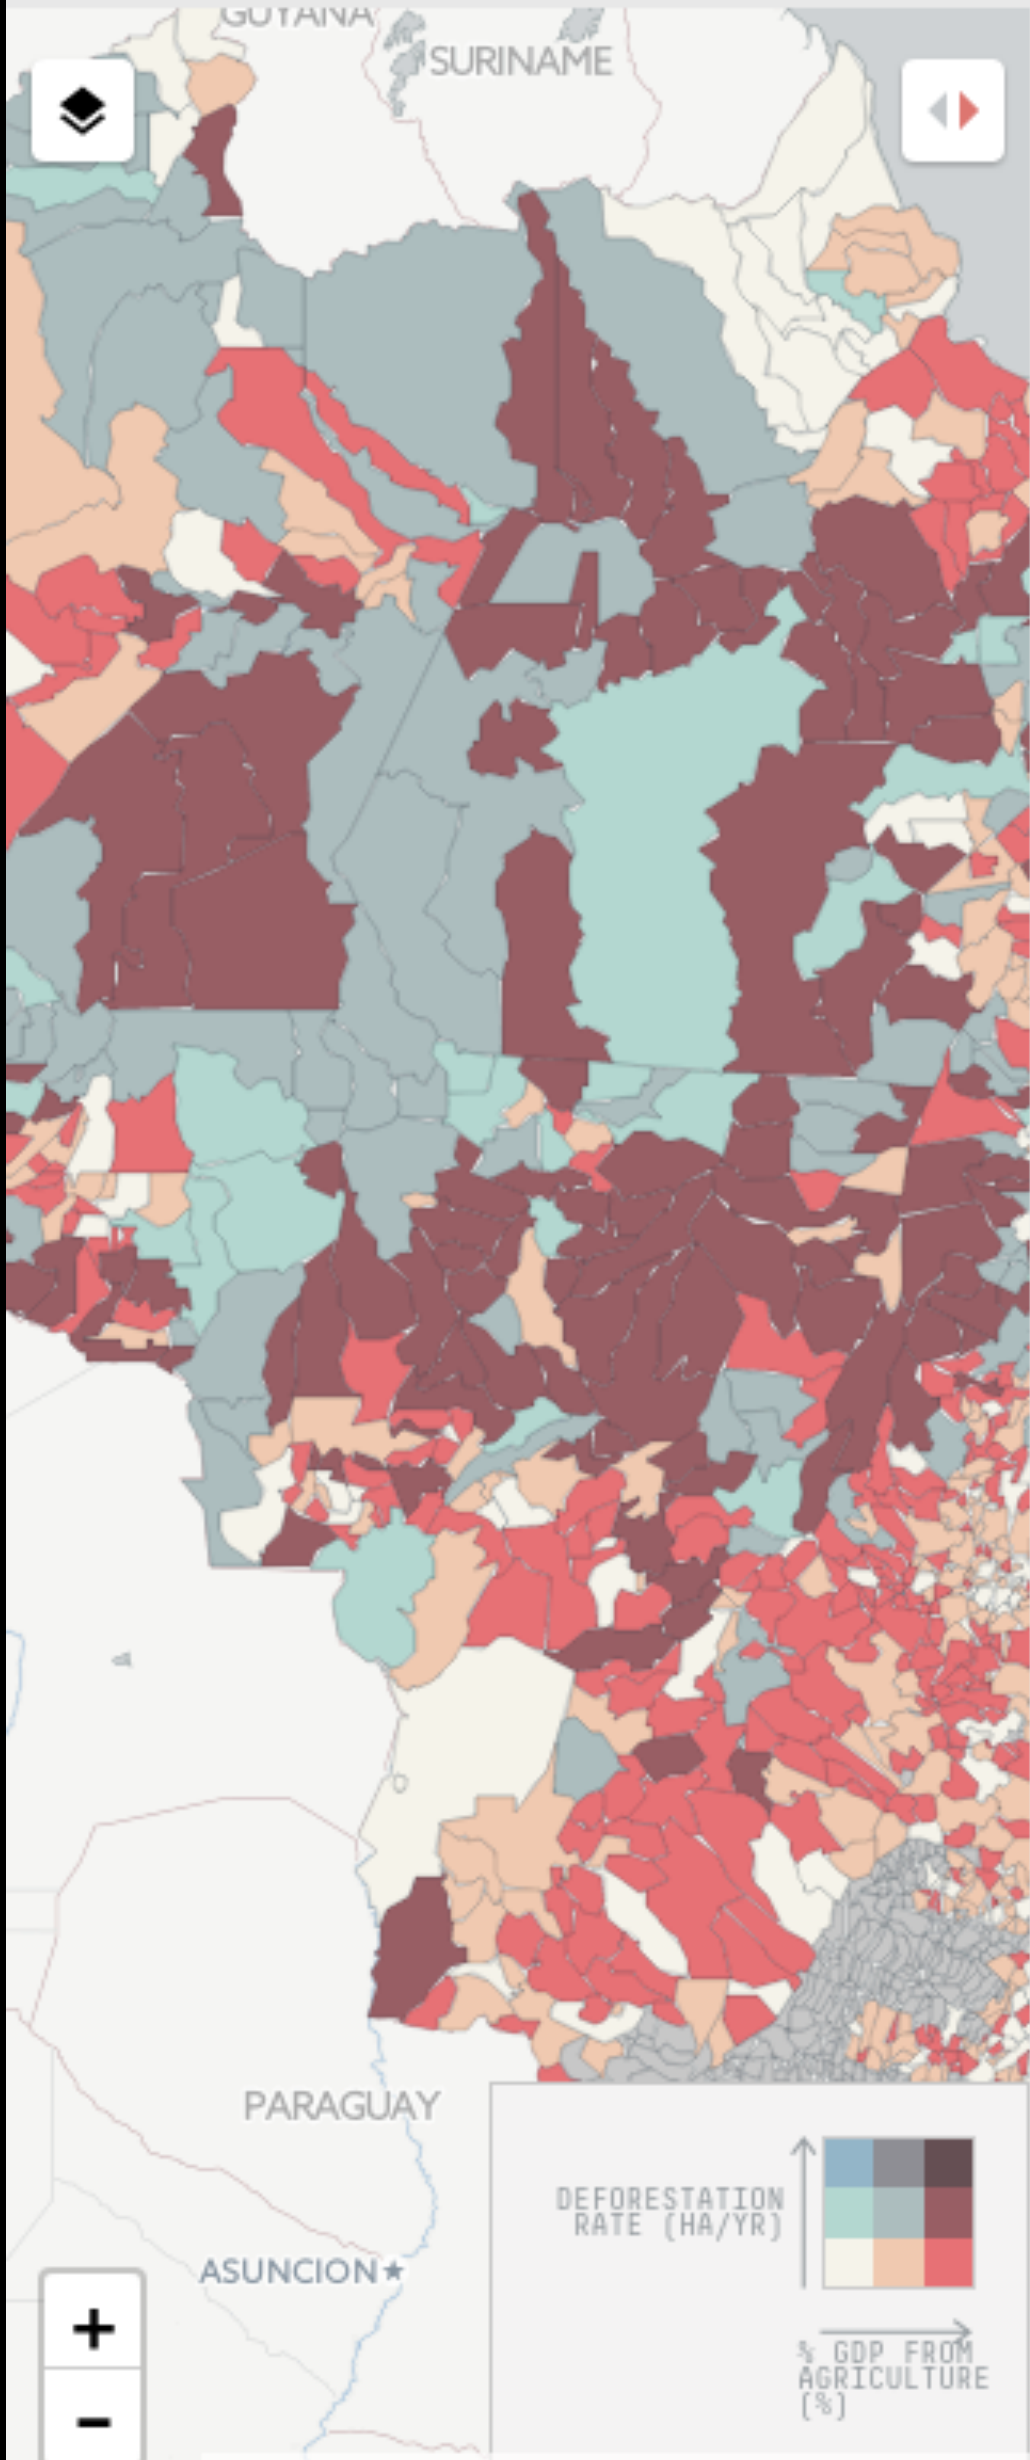 GUYANA
SURINAME
PARAGUAY
DEFORESTATION
RATE (HA/YR)
ASUNCION★
% GDP FROM
AGRICULTURE
(%)
+
−